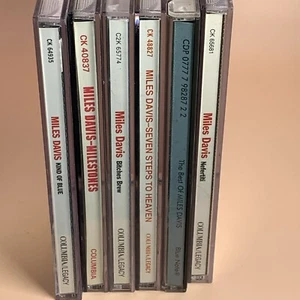 CK 64935
MILES DAVIS KIND OF BLUE
COLUMBIA/LEGACY
CK 40837
MILES DAVIS-MILESTONES
COLUMBIA
C2K 65774
Miles Davis Bitches Brew
COLUMBIA/LEGACY
CK 48827
MILES DAVIS-SEVEN STEPS TO HEAVEN
COLUMBIA/LEGACY
CDP 0777 7 98287 2 2
The Best Of MILES DAVIS
Blue Note
CK 65681
Miles Davis Nefertiti
COLUMBIA/LEGACY